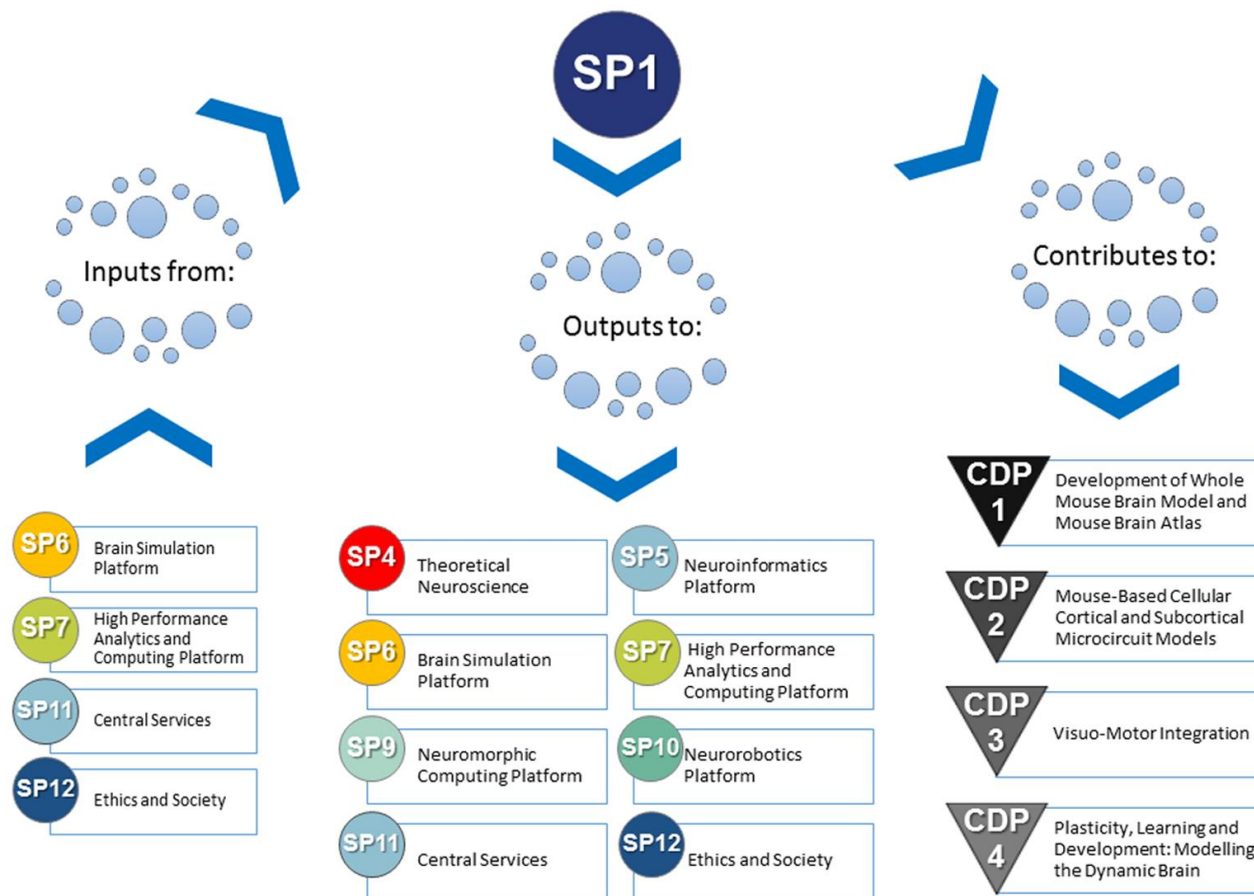 SP1
Inputs from:
SP6
Brain Simulation
Platform
SP7
High Performance
Analytics and
Computing Platform
SP11
Central Services
SP12
Ethics and Society
Outputs to:
SP4
Theoretical
Neuroscience
SP5
Neuroinformatics
Platform
SP6
Brain Simulation
Platform
SP7
High Performance
Analytics and
Computing Platform
SP9
Neuromorphic
Computing Platform
SP10
Neurorobotics
Platform
SP11
Central Services
SP12
Ethics and Society
Contributes to:
CDP
1
Development of Whole
Mouse Brain Model and
Mouse Brain Atlas
CDP
2
Mouse-Based Cellular
Cortical and Subcortical
Microcircuit Models
CDP
3
Visuo-Motor Integration
CDP
4
Plasticity, Learning and
Development: Modelling
the Dynamic Brain